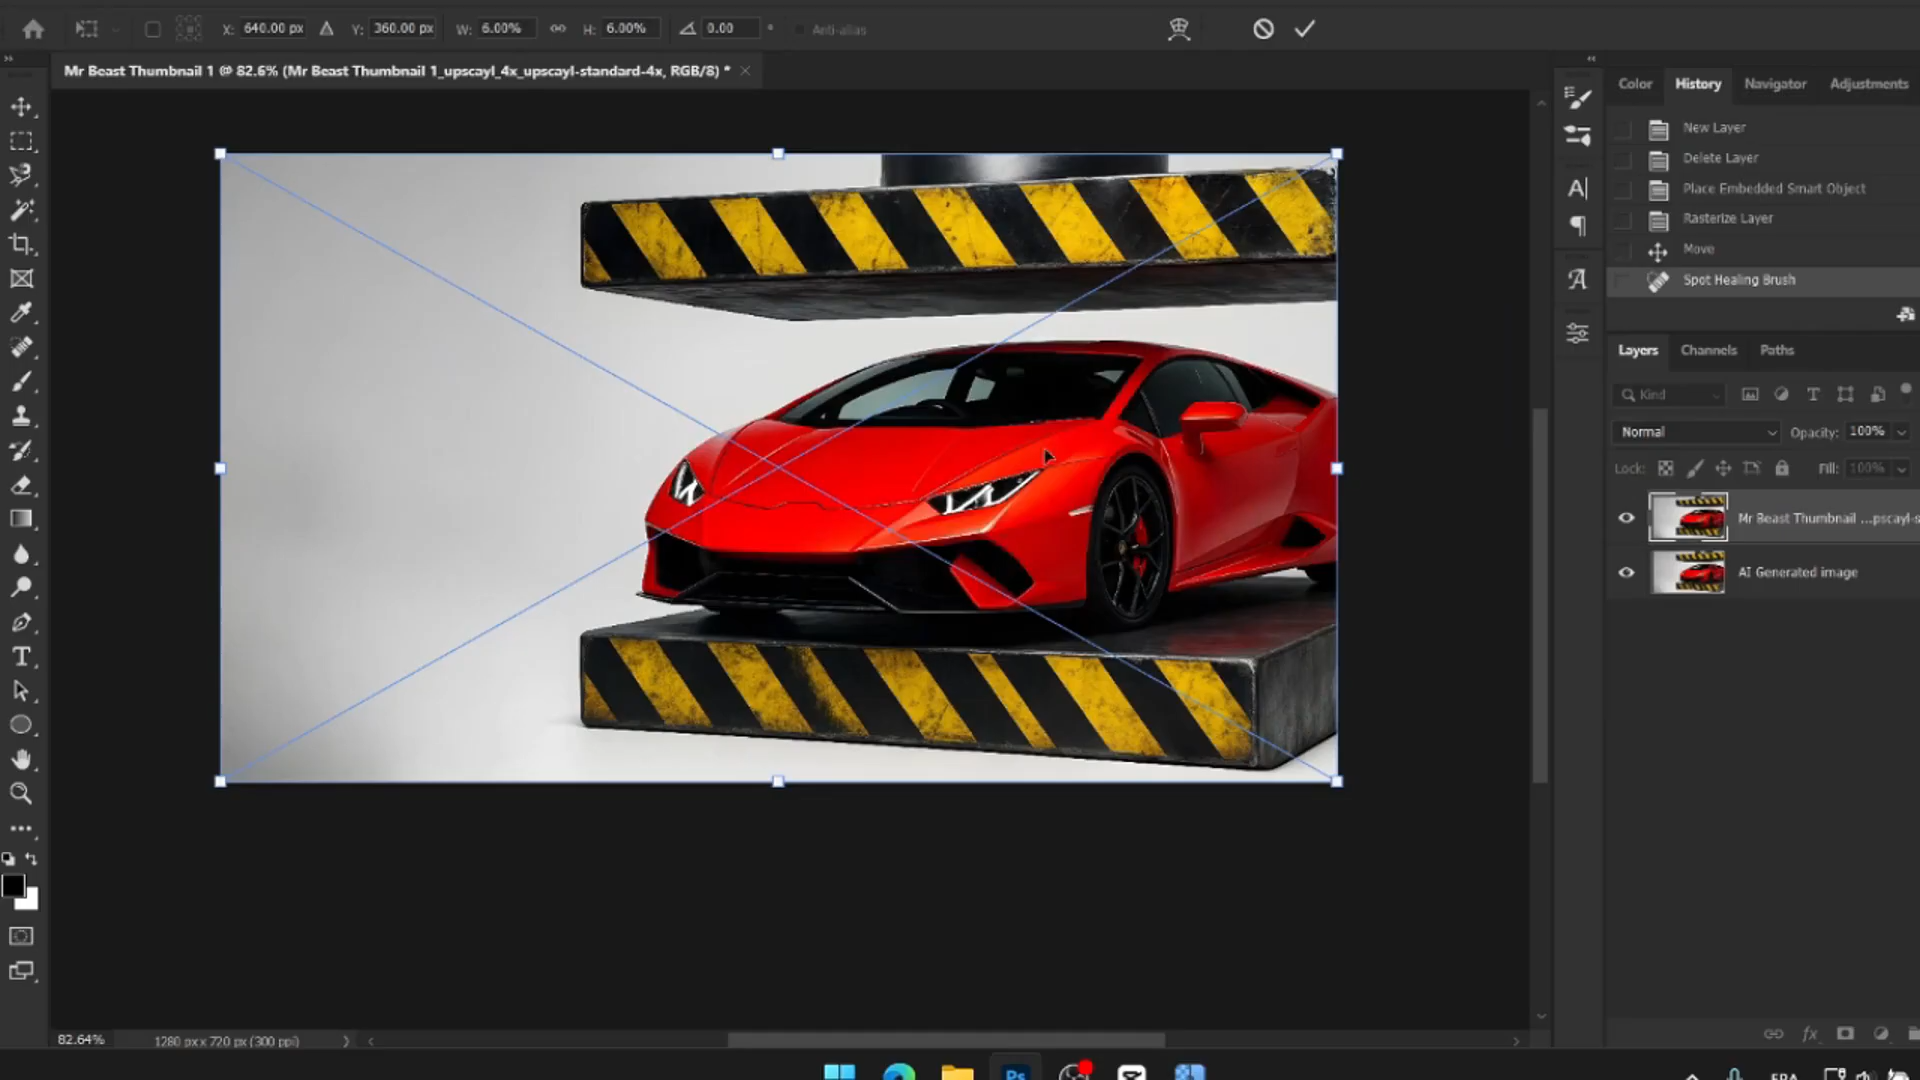 X: 640.00 px Y: 360.00 px W: 6.00% H: 6.00% 0.00 ° Anti-alias
Mr Beast Thumbnail 1 @ 82.6% (Mr Beast Thumbnail 1_upscayl_4x_upscayl-standard-4x, RGB/8) *
Color History Navigator Adjustments
New Layer
Delete Layer
Place Embedded Smart Object
Rasterize Layer
Move
Spot Healing Brush
Layers Channels Paths
Kind
Normal Opacity: 100%
Lock: Fill: 100%
Mr Beast Thumbnail ...pscayl-s
AI Generated image
fx
82.64% 1280 px x 720 px (300 ppi)
Ps
FRA